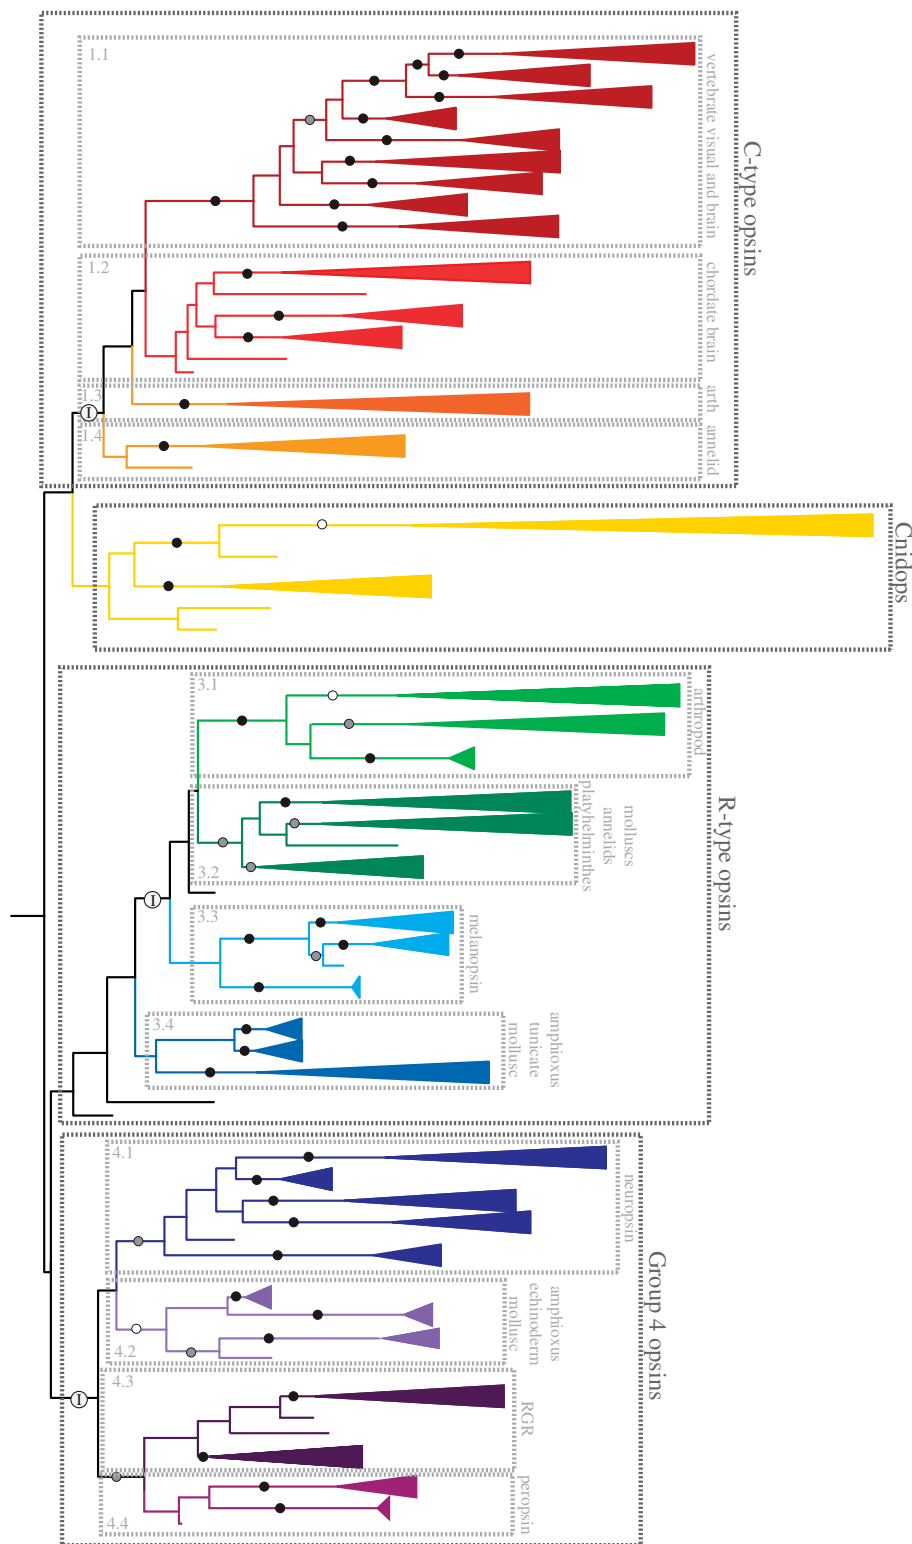 C-type opsins
1.1
vertebrate visual and brain
1.2
chordate brain
1.3
arth
1.4
annelid
I
Cnidops
R-type opsins
3.1
arthropod
3.2
molluscs
annelids
platyhelminthes
I
3.3
melanopsin
3.4
amphioxus
tunicate
mollusc
Group 4 opsins
4.1
neuropsin
4.2
amphioxus
echinoderm
mollusc
4.3
RGR
I
4.4
peropsin